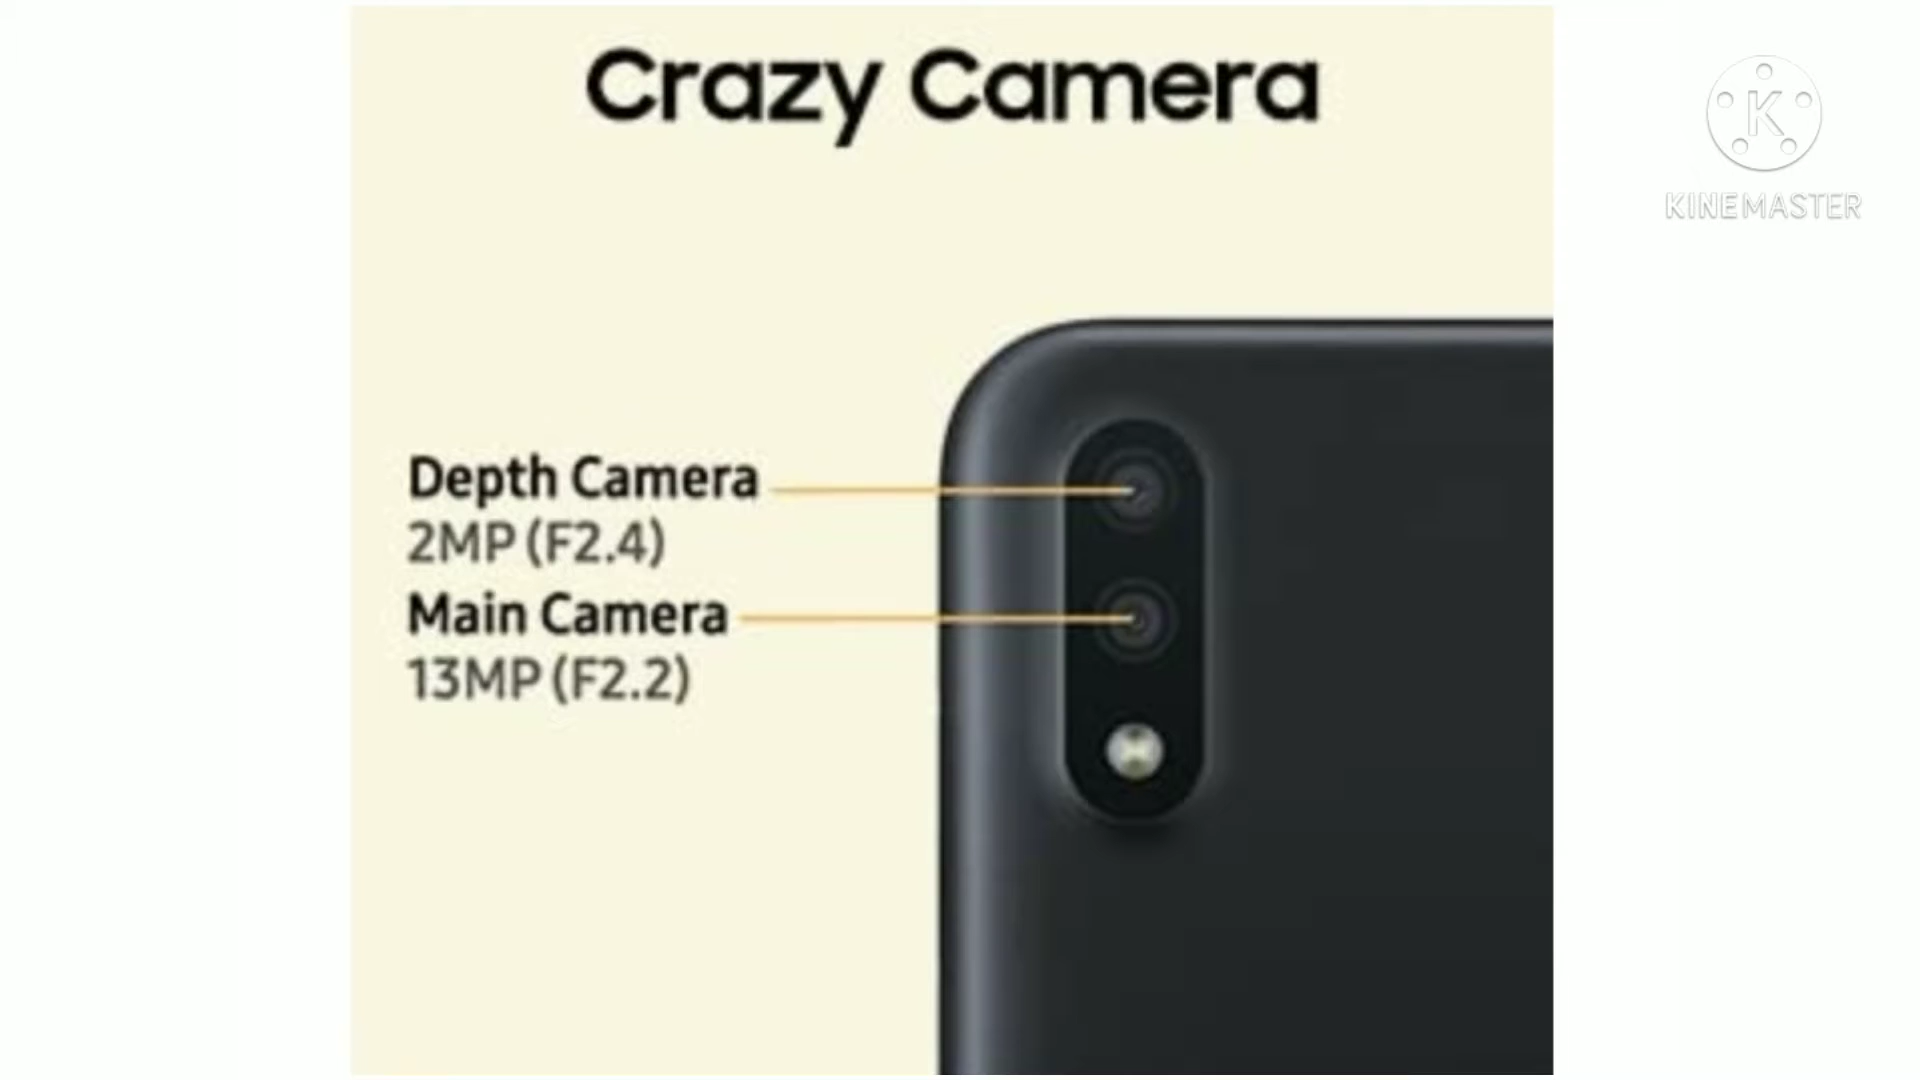 Crazy Camera
K
KINEMASTER
Depth Camera
2MP (F2.4)
Main Camera
13MP (F2.2)